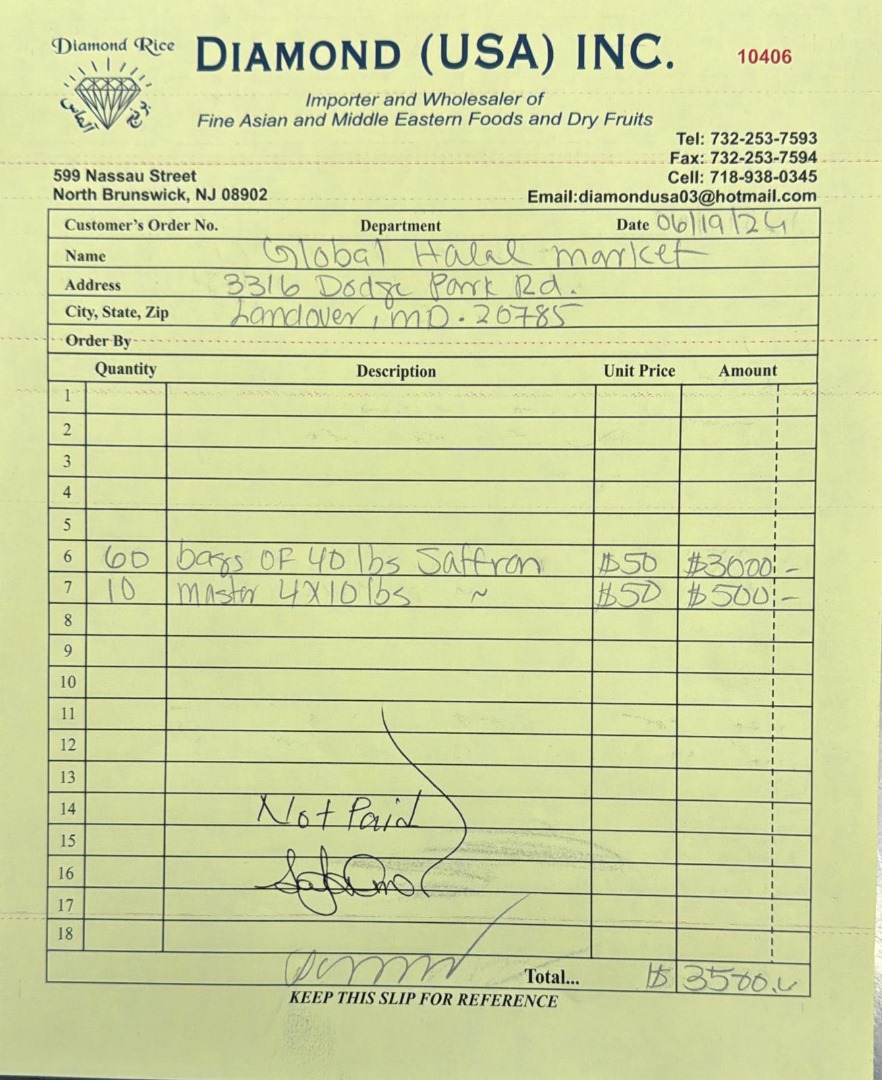 Diamond Rice
DIAMOND (USA) INC.
10406
Importer and Wholesaler of
Fine Asian and Middle Eastern Foods and Dry Fruits
Tel: 732-253-7593
Fax: 732-253-7594
599 Nassau Street
Cell: 718-938-0345
North Brunswick, NJ 08902
Email:diamondusa03@hotmail.com
Customer's Order No. Department Date 06/19/24
Name Global Halal market
Address 3316 Dodge Park Rd.
City, State, Zip Landover, MD. 20785
Order By
Quantity Description Unit Price Amount
1
2
3
4
5
6 60 bags OF 40 lbs Saffron $50 $3000 -
7 10 master 4X10 lbs ~ $50 $500 -
8
9
10
11
12
13
14 Not Paid
15
16
17
18
Total... $ 3500.
KEEP THIS SLIP FOR REFERENCE